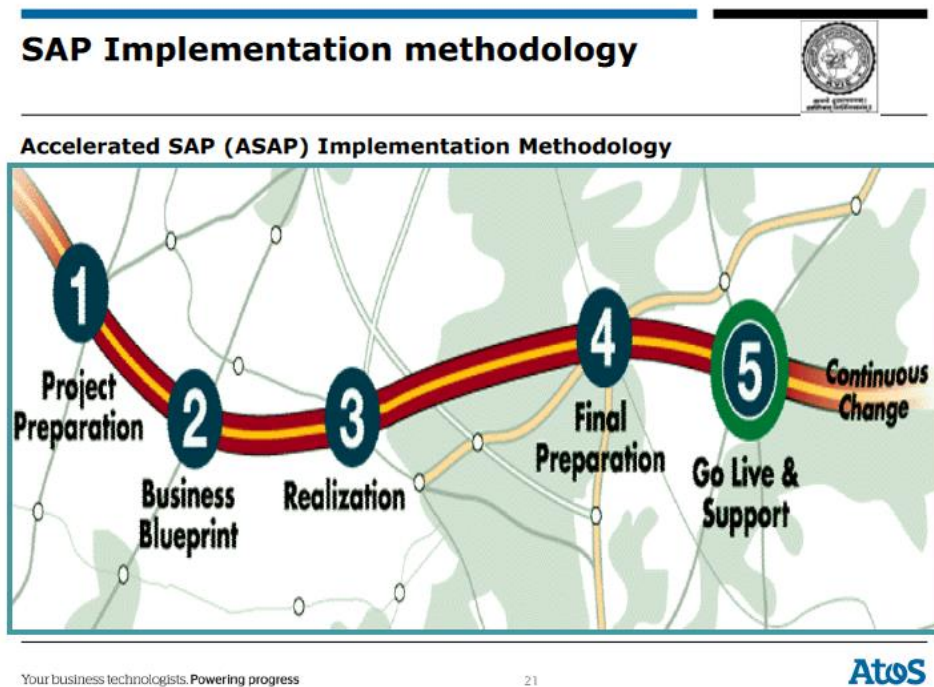 SAP Implementation methodology
Accelerated SAP (ASAP) Implementation Methodology
1
Project
Preparation
2
Business
Blueprint
3
Realization
4
Final
Preparation
5
Go Live &
Support
Continuous
Change
Your business technologists. Powering progress
21
AtoS